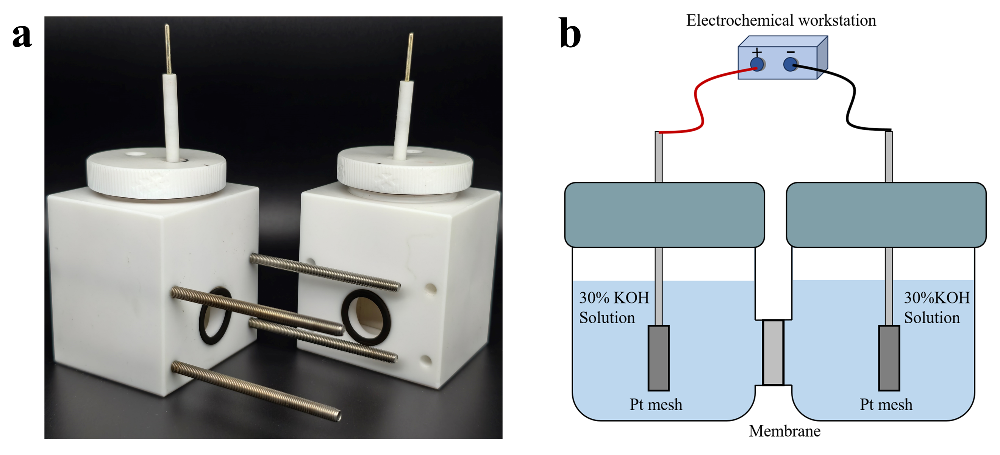 a
b
Electrochemical workstation
+ −
30% KOH
Solution
30%KOH
Solution
Pt mesh
Pt mesh
Membrane